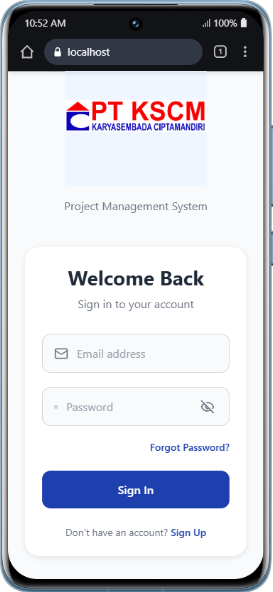 10:52 AM 100%
localhost 1
PT KSCM
KARYASEMBADA CIPTAMANDIRI
Project Management System
Welcome Back
Sign in to your account
Email address
Password
Forgot Password?
Sign In
Don't have an account? Sign Up